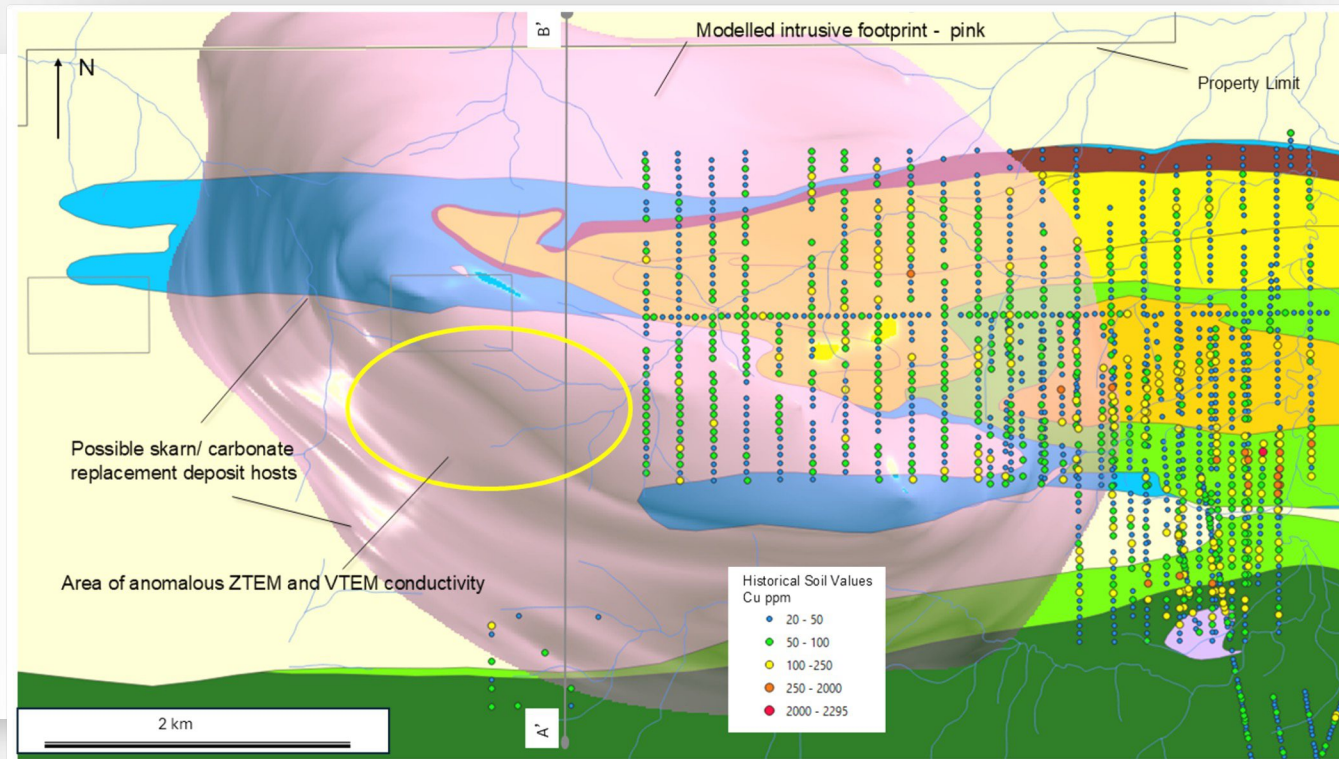 B'
Modelled intrusive footprint - pink
N
Property Limit
Possible skarn/ carbonate
replacement deposit hosts
Area of anomalous ZTEM and VTEM conductivity
Historical Soil Values
Cu ppm
20 - 50
50 - 100
100 -250
250 - 2000
2000 - 2295
2 km
A'